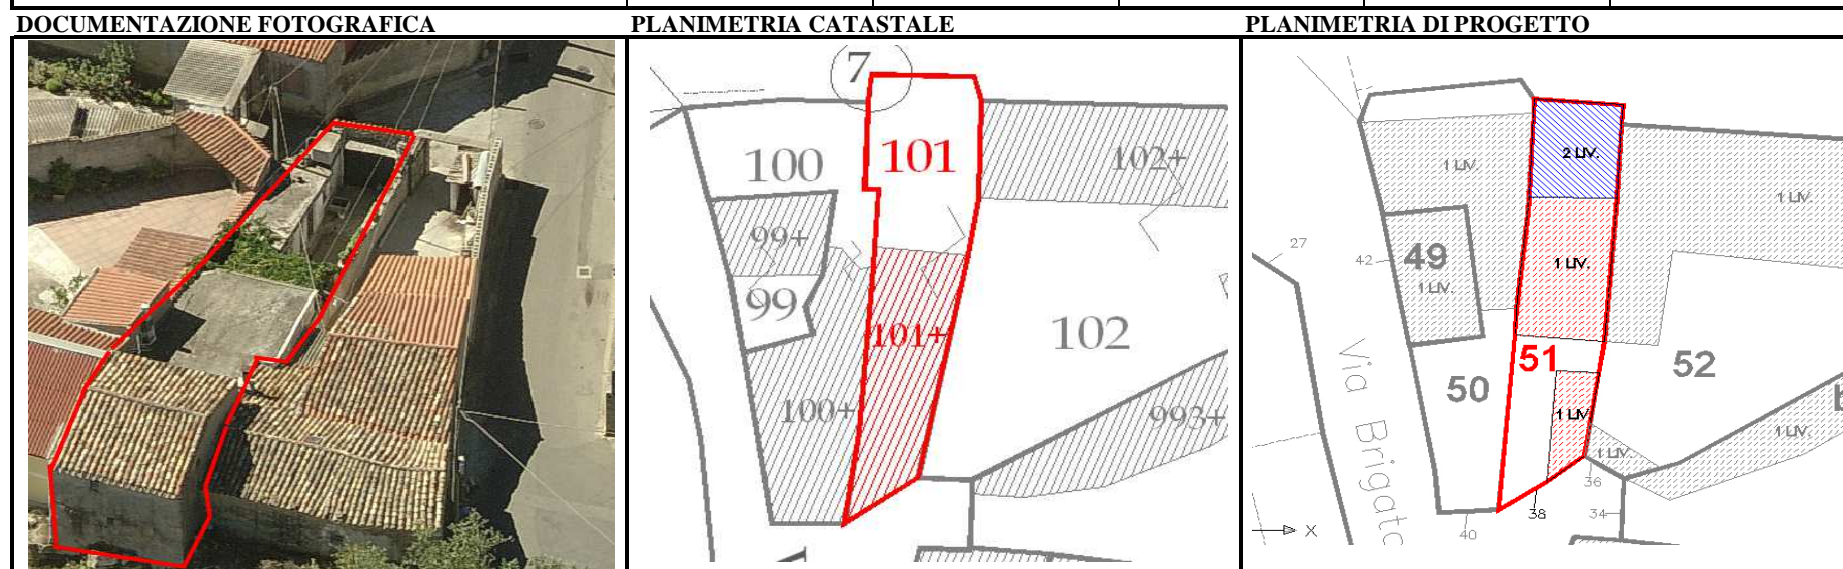 DOCUMENTAZIONE FOTOGRAFICA
PLANIMETRIA CATASTALE
7
100
101
102+
99+
99
101+
102
100+
993+
PLANIMETRIA DI PROGETTO
2 LIV.
1 LIV.
1 LIV.
27
42
49
1 LIV.
1 LIV.
51
50
52
1 LIV.
1 LIV.
1 LIV.
Via Brigata
36
38
34
40
X